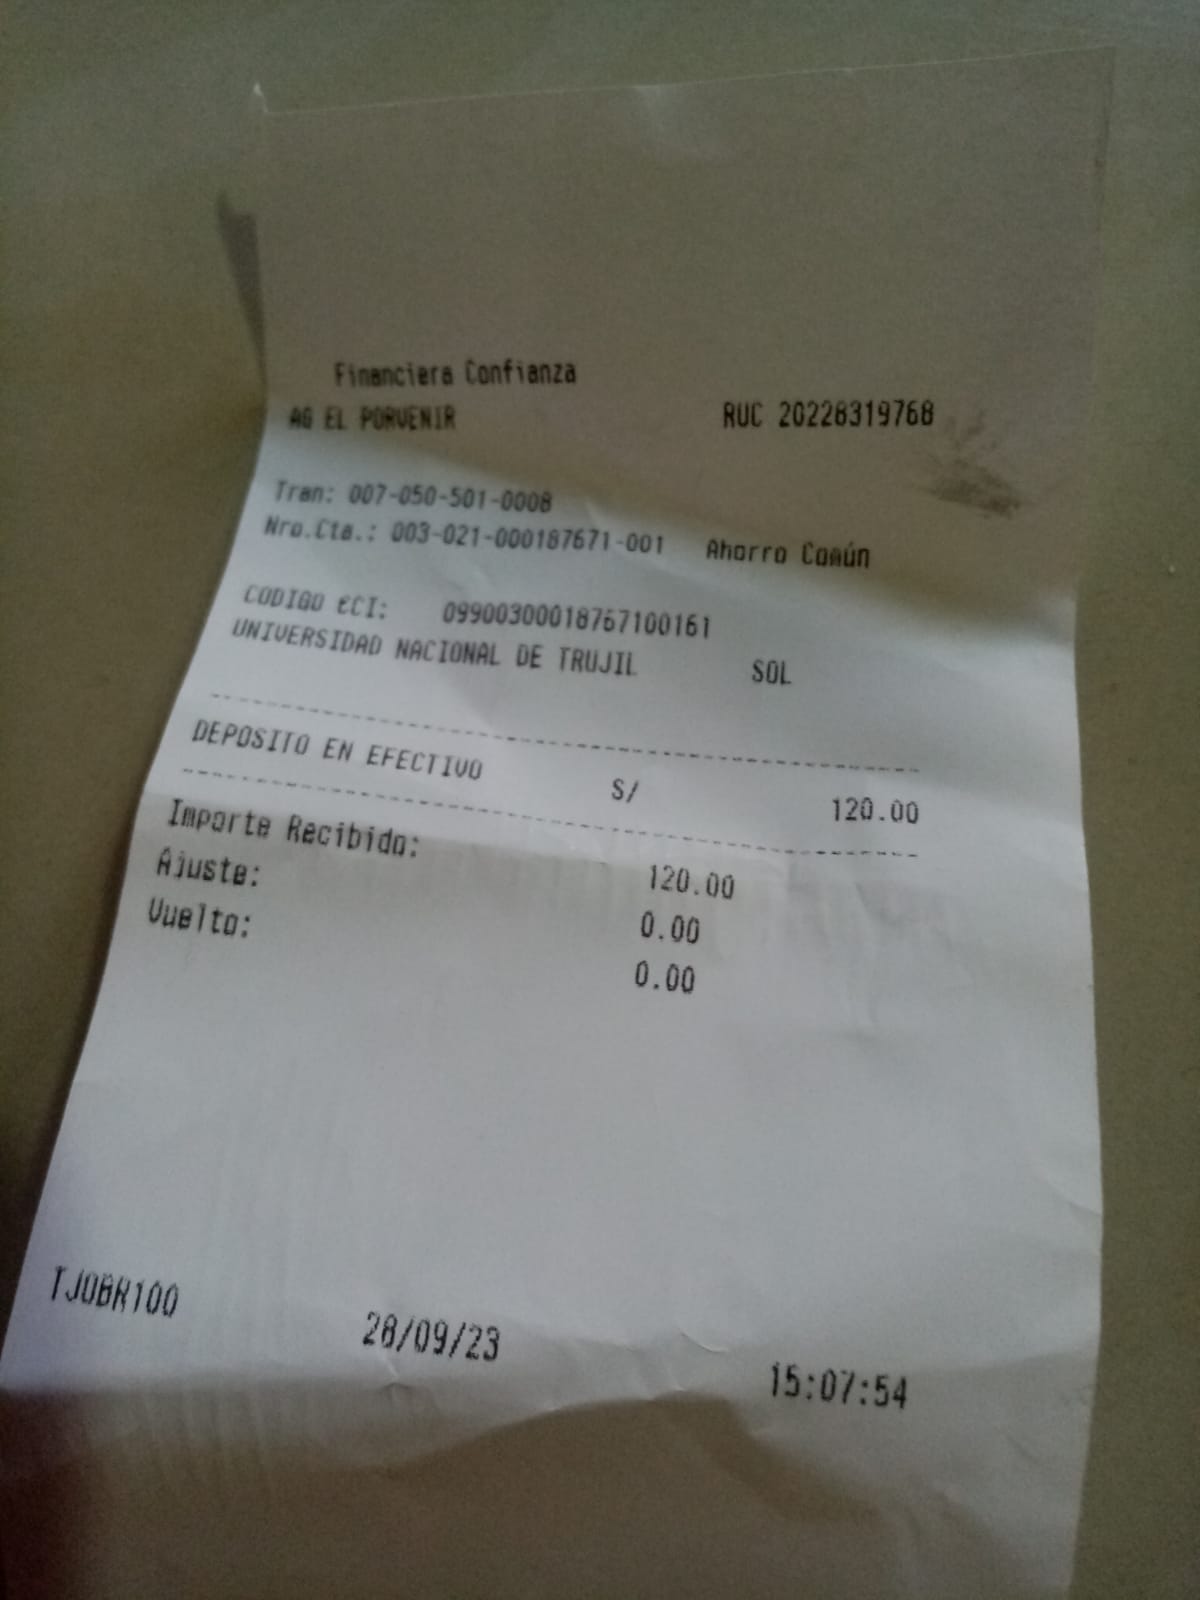 Financiera Confianza
AG EL PORVENIR RUC 20228319768
Tran: 007-050-501-0008
Nro.Cta.: 003-021-000187671-001 Ahorro Común
CODIGO CCI: 09900300018767100161
UNIVERSIDAD NACIONAL DE TRUJIL SOL
DEPOSITO EN EFECTIVO S/ 120.00
Importe Recibido: 120.00
Ajuste: 0.00
Vuelto: 0.00
TJOBR100 28/09/23 15:07:54